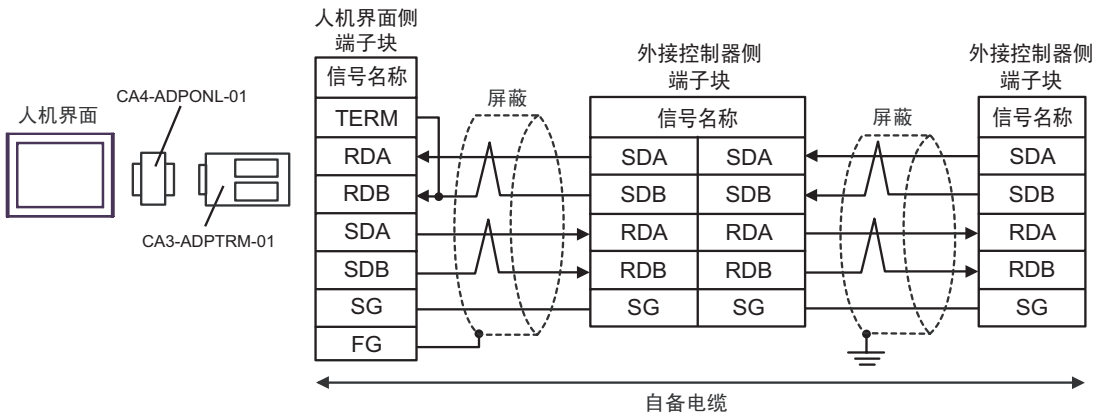 人机界面
CA4-ADPONL-01
CA3-ADPTRM-01
人机界面侧
端子块
信号名称
TERM
RDA
RDB
SDA
SDB
SG
FG
屏蔽
外接控制器侧
端子块
信号名称
SDA SDA
SDB SDB
RDA RDA
RDB RDB
SG SG
屏蔽
外接控制器侧
端子块
信号名称
SDA
SDB
RDA
RDB
SG
自备电缆